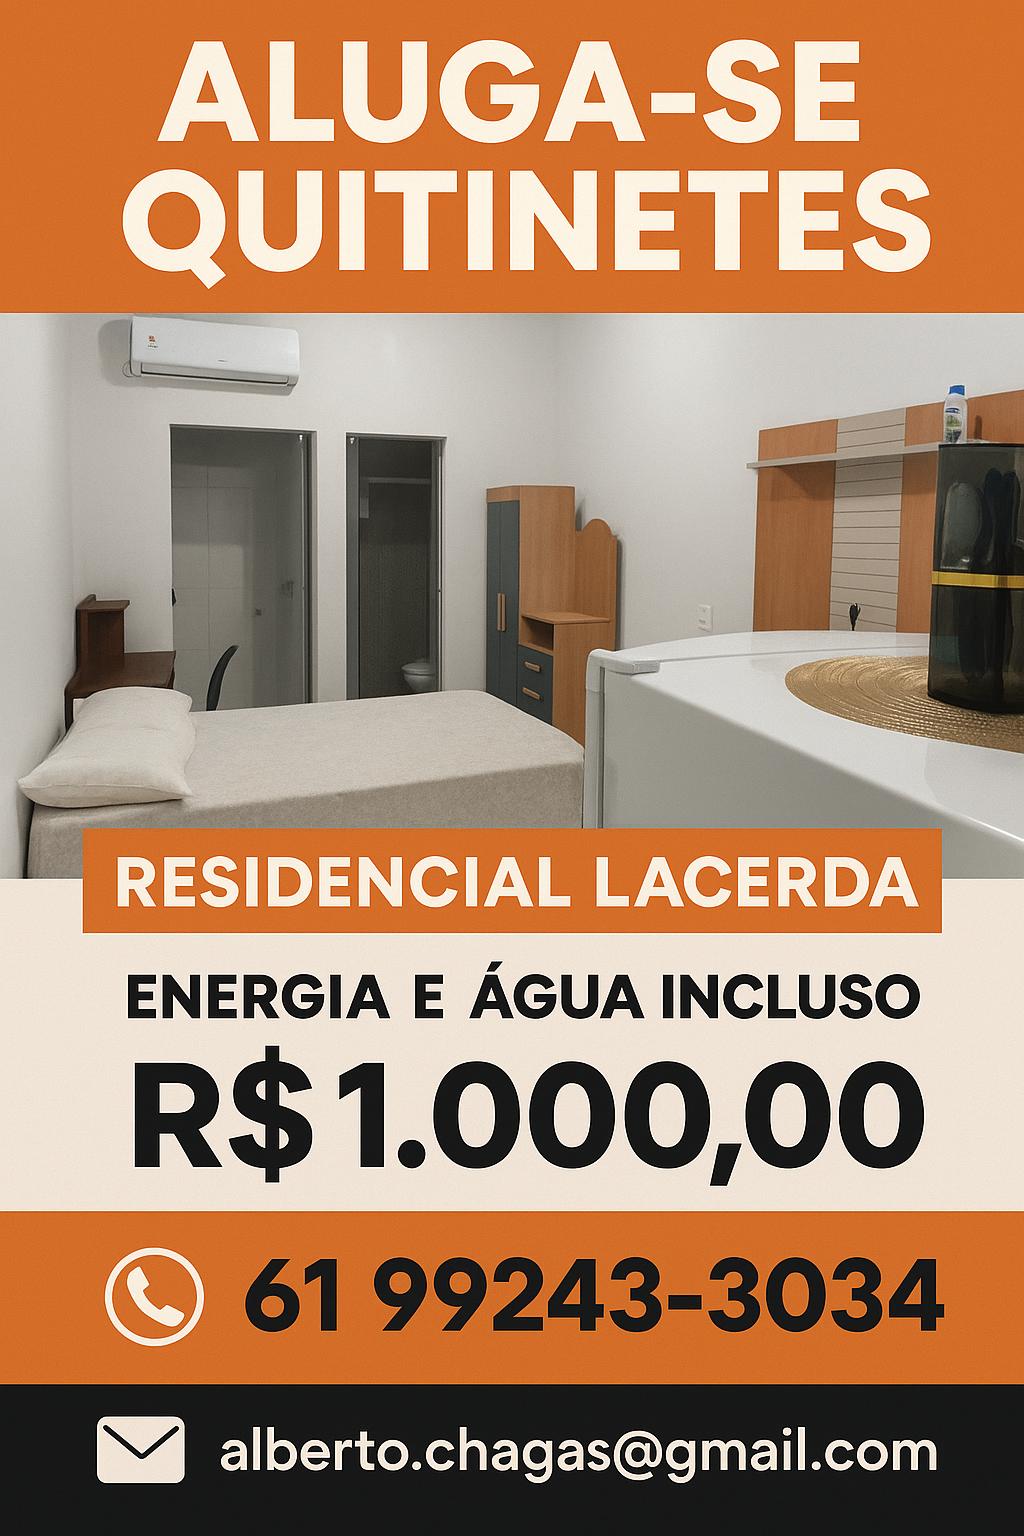 ALUGA-SE
QUITINETES
RESIDENCIAL LACERDA
ENERGIA E ÁGUA INCLUSO
R$ 1.000,00
61 99243-3034
alberto.chagas@gmail.com